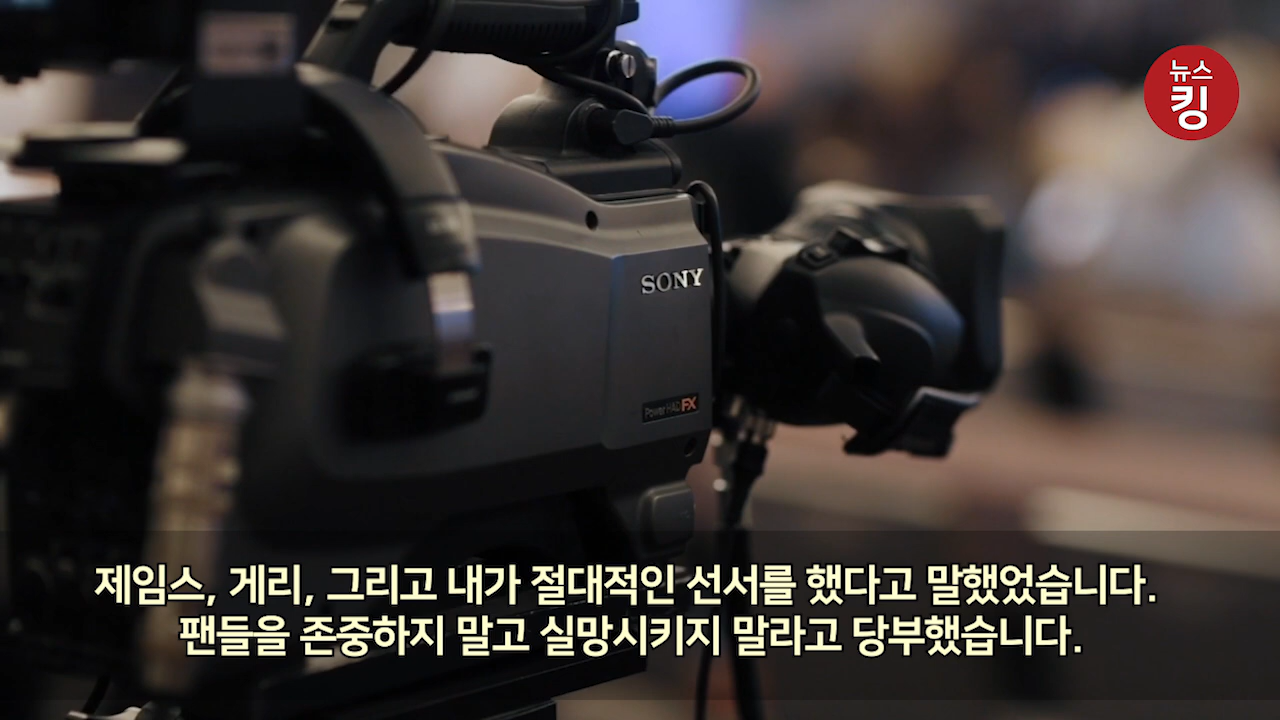 뉴스
킹
SONY
Power HAD FX
제임스, 게리, 그리고 내가 절대적인 선서를 했다고 말했었습니다.
팬들을 존중하지 말고 실망시키지 말라고 당부했습니다.